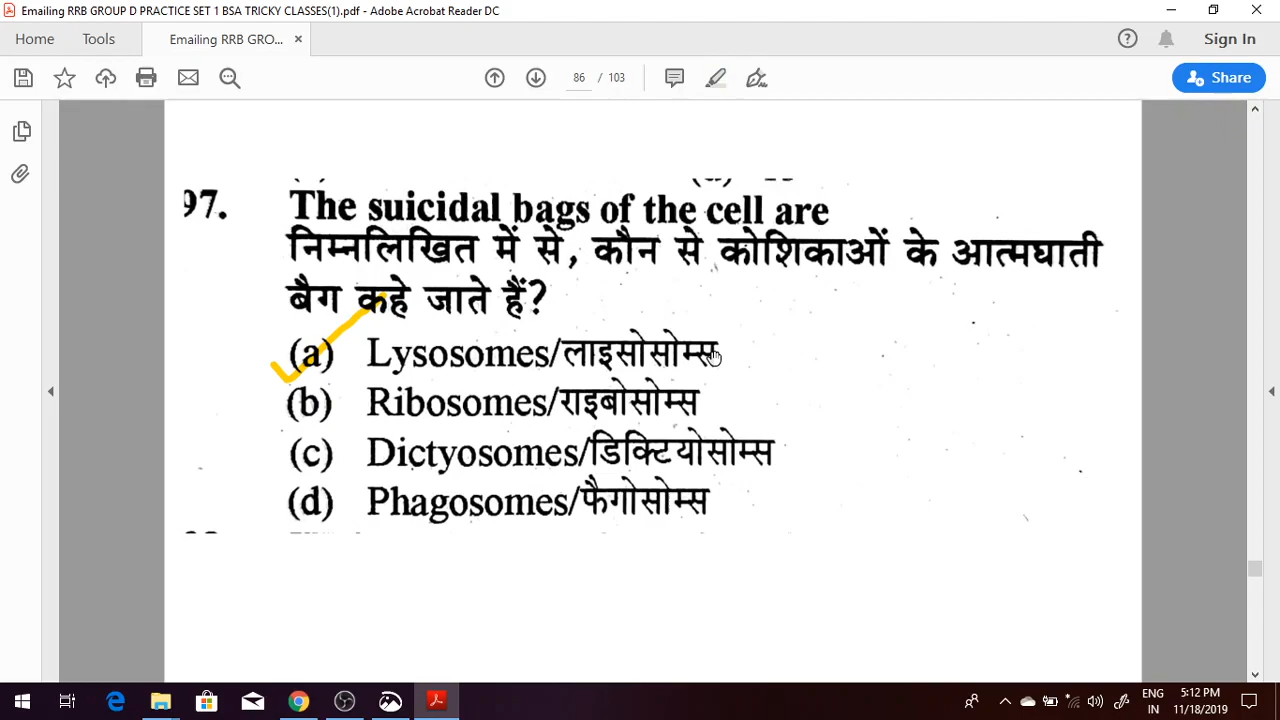 Emailing RRB GROUP D PRACTICE SET 1 BSA TRICKY CLASSES(1).pdf - Adobe Acrobat Reader DC
Home Tools Emailing RRB GRO... × Sign In
86 / 103 Share
97. The suicidal bags of the cell are
निम्नलिखित में से, कौन से कोशिकाओं के आत्मघाती
बैग कहे जाते हैं?
(a) Lysosomes/लाइसोसोम्स
(b) Ribosomes/राइबोसोम्स
(c) Dictyosomes/डिक्टियोसोम्स
(d) Phagosomes/फैगोसोम्स
ENG 5:12 PM
IN 11/18/2019